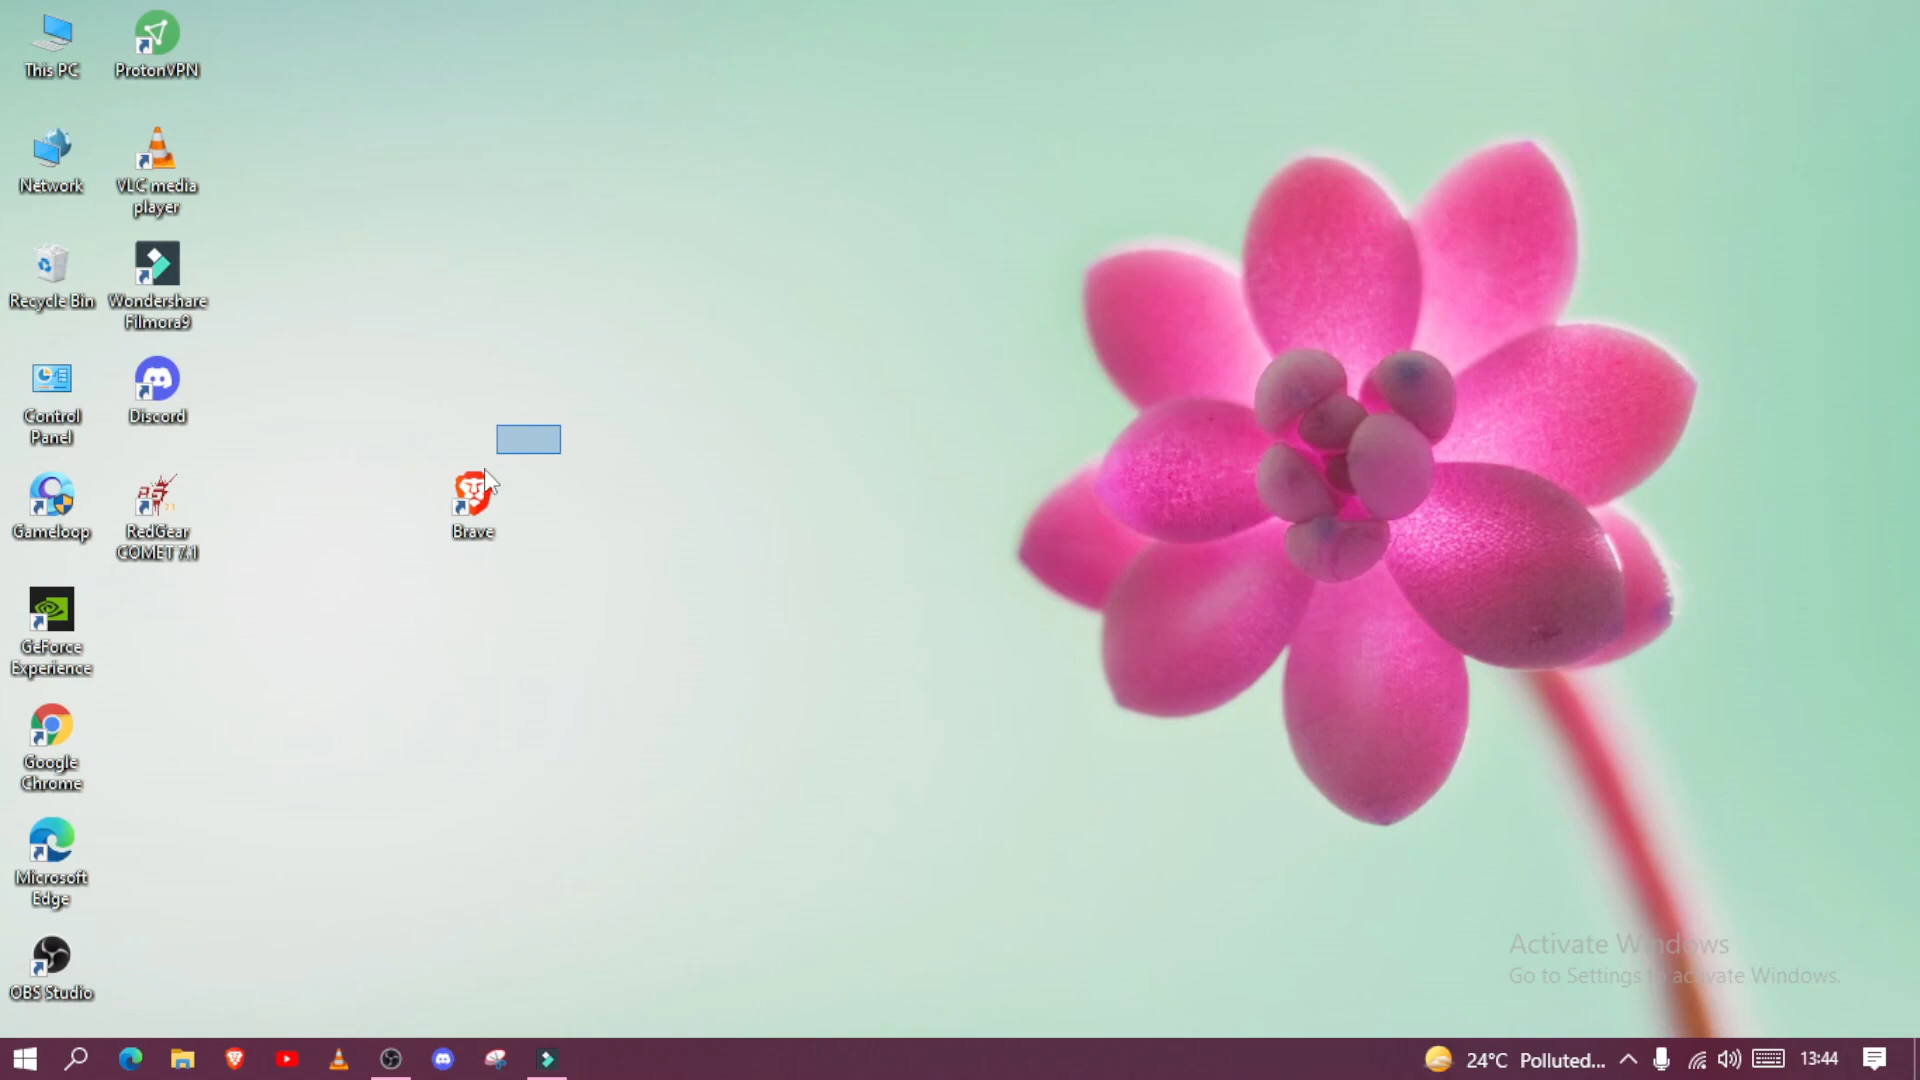 This PC
ProtonVPN
Network
VLC media
player
Recycle Bin
Wondershare
Filmora9
Control
Panel
Discord
Gameloop
RedGear
COMET 7.1
Brave
GeForce
Experience
Google
Chrome
Microsoft
Edge
OBS Studio
Activate Windows
Go to Settings to activate Windows.
24°C Polluted...
13:44